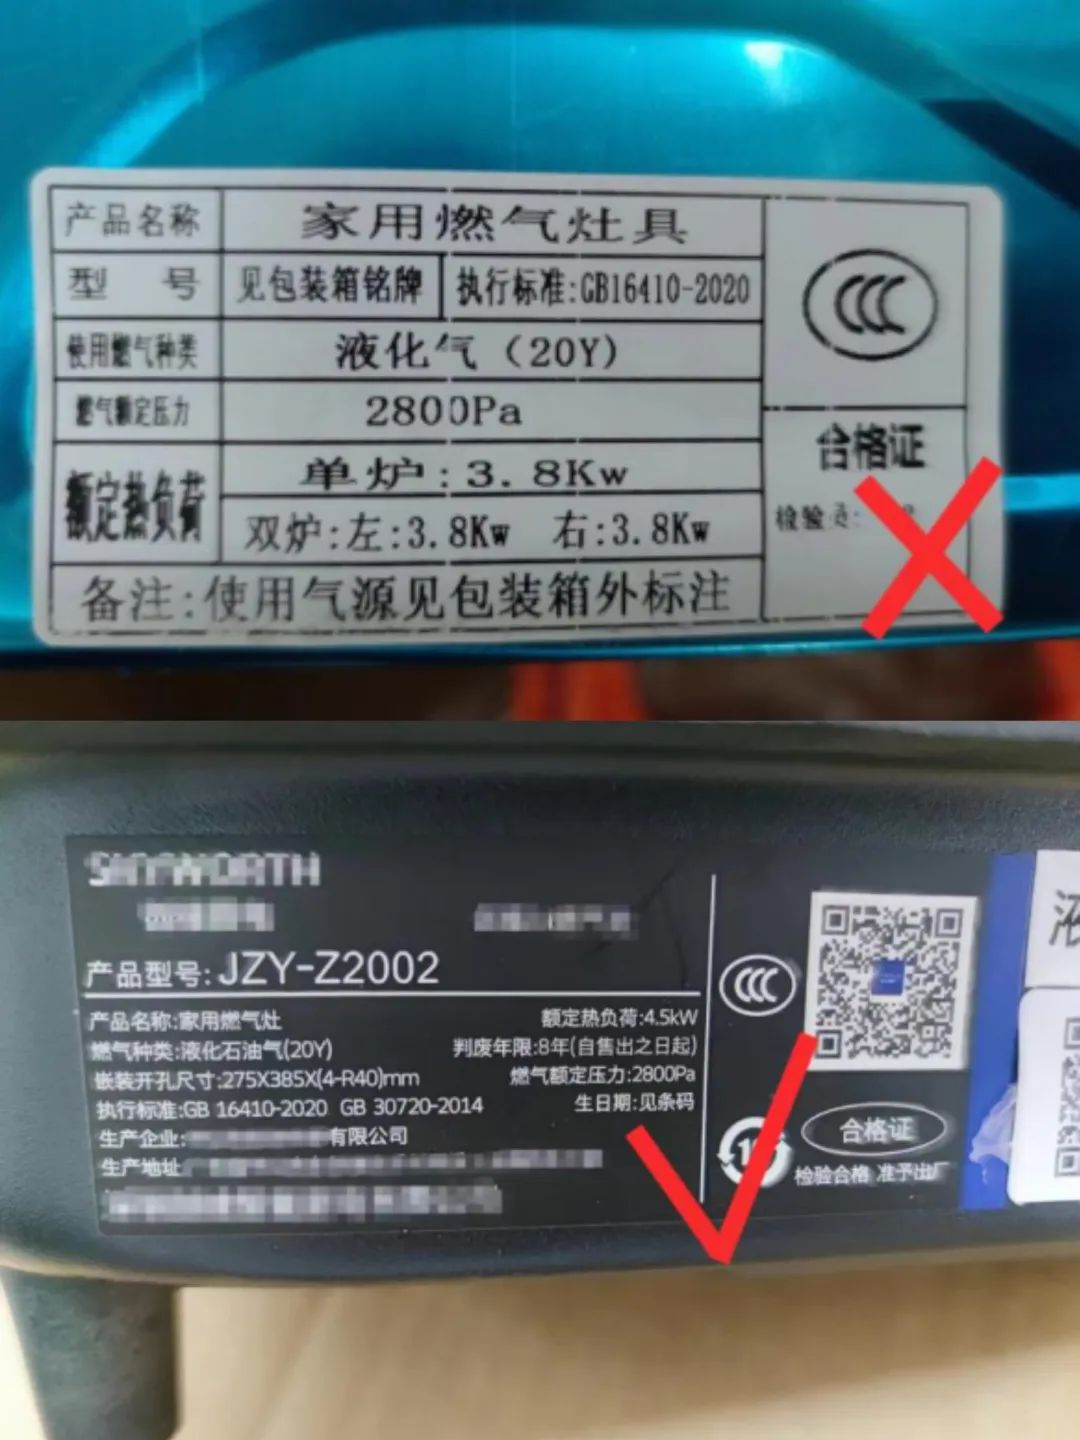 产品名称 家用燃气灶具
型 号 见包装箱铭牌 执行标准:GB16410-2020
使用燃气种类 液化气（20Y）
燃气额定压力 2800Pa
额定热负荷 单炉:3.8Kw
双炉:左:3.8Kw 右:3.8Kw
备注:使用气源见包装箱外标注
CCC
合格证
检验员:
SKYWORTH
产品型号:JZY-Z2002
产品名称:家用燃气灶
额定热负荷:4.5kW
燃气种类:液化石油气(20Y)
判废年限:8年(自售出之日起)
嵌装开孔尺寸:275X385X(4-R40)mm
燃气额定压力:2800Pa
执行标准:GB 16410-2020 GB 30720-2014
生日期:见条码
生产企业: 有限公司
生产地址
CCC
合格证
检验合格 准予出厂
液